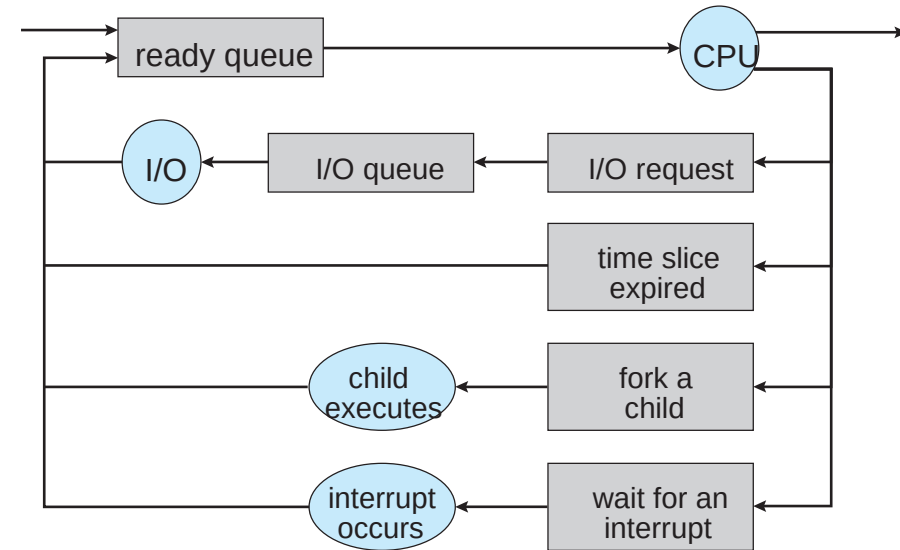 ready queue
CPU
I/O
I/O queue
I/O request
time slice
expired
child
executes
fork a
child
interrupt
occurs
wait for an
interrupt